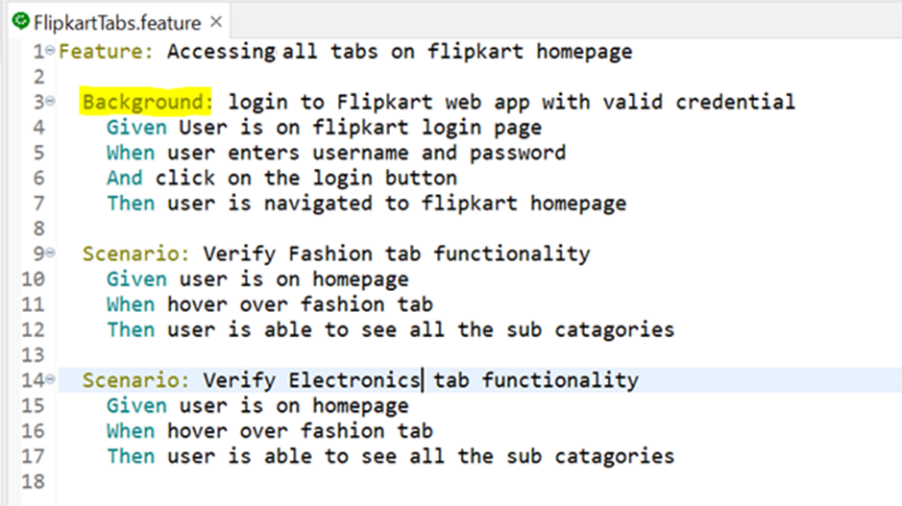 FlipkartTabs.feature
1 Feature: Accessing all tabs on flipkart homepage
2
3 Background: login to Flipkart web app with valid credential
4 Given User is on flipkart login page
5 When user enters username and password
6 And click on the login button
7 Then user is navigated to flipkart homepage
8
9 Scenario: Verify Fashion tab functionality
10 Given user is on homepage
11 When hover over fashion tab
12 Then user is able to see all the sub catagories
13
14 Scenario: Verify Electronics tab functionality
15 Given user is on homepage
16 When hover over fashion tab
17 Then user is able to see all the sub catagories
18